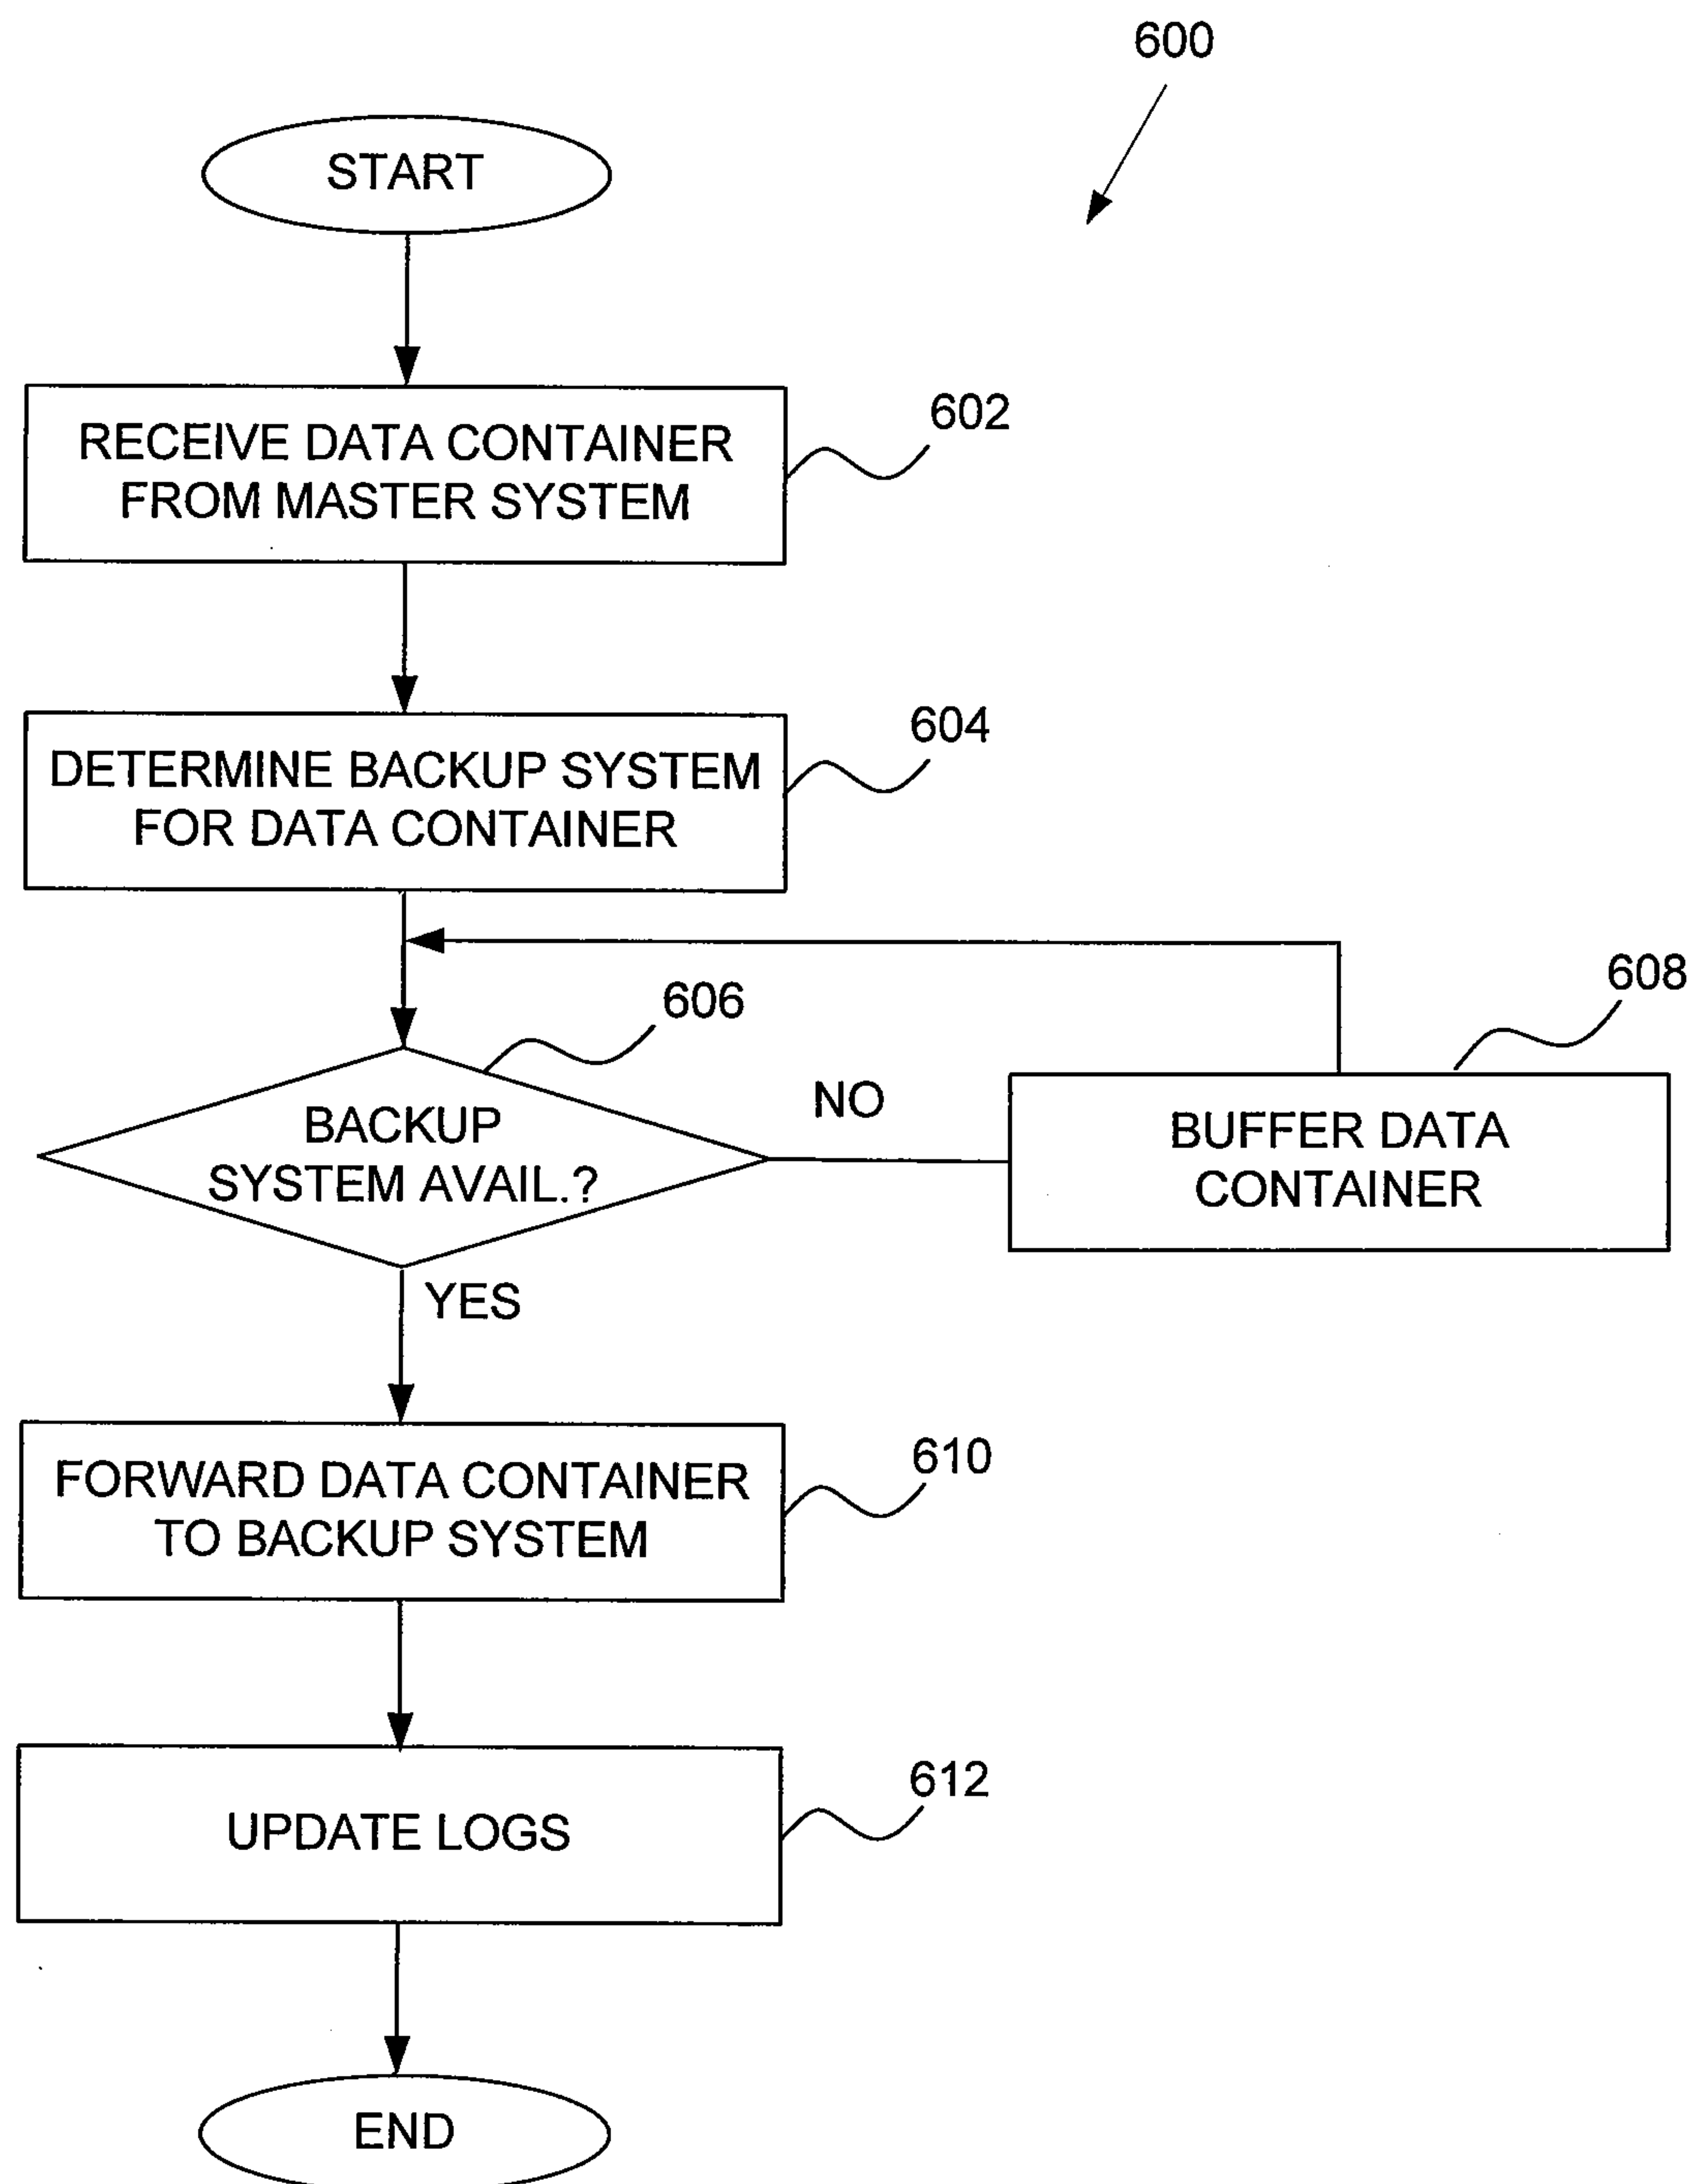 600
START
RECEIVE DATA CONTAINER
FROM MASTER SYSTEM
602
DETERMINE BACKUP SYSTEM
FOR DATA CONTAINER
604
606
BACKUP
SYSTEM AVAIL.?
NO
608
BUFFER DATA
CONTAINER
YES
FORWARD DATA CONTAINER
TO BACKUP SYSTEM
610
UPDATE LOGS
612
END